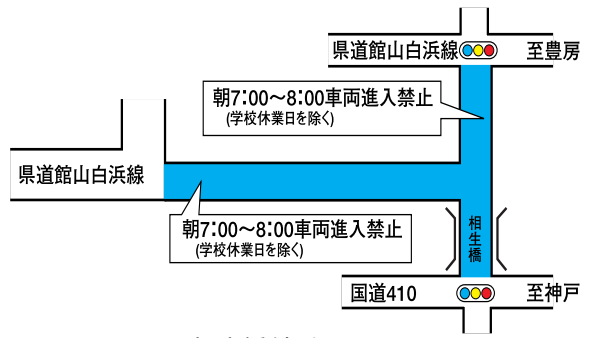 県道館山白浜線
至豊房
朝7:00〜8:00車両進入禁止
(学校休業日を除く)
県道館山白浜線
朝7:00〜8:00車両進入禁止
(学校休業日を除く)
相生橋
国道410
至神戸